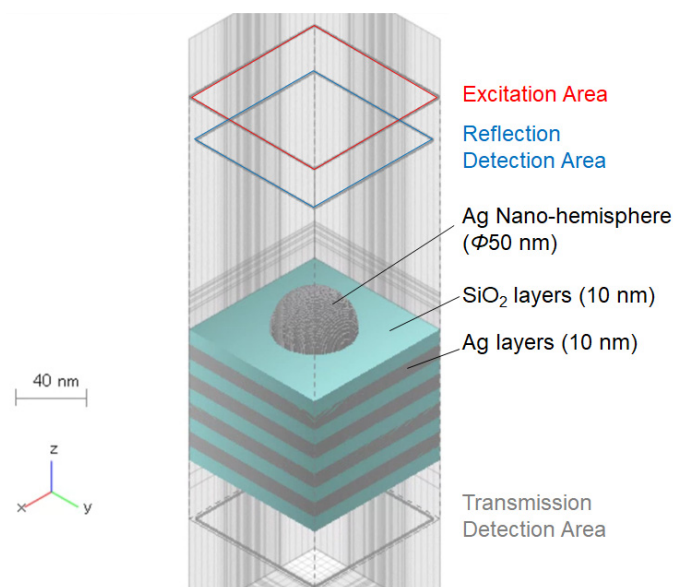 Excitation Area
Reflection
Detection Area
Ag Nano-hemisphere
(Φ50 nm)
SiO₂ layers (10 nm)
Ag layers (10 nm)
40 nm
z
x
y
Transmission
Detection Area